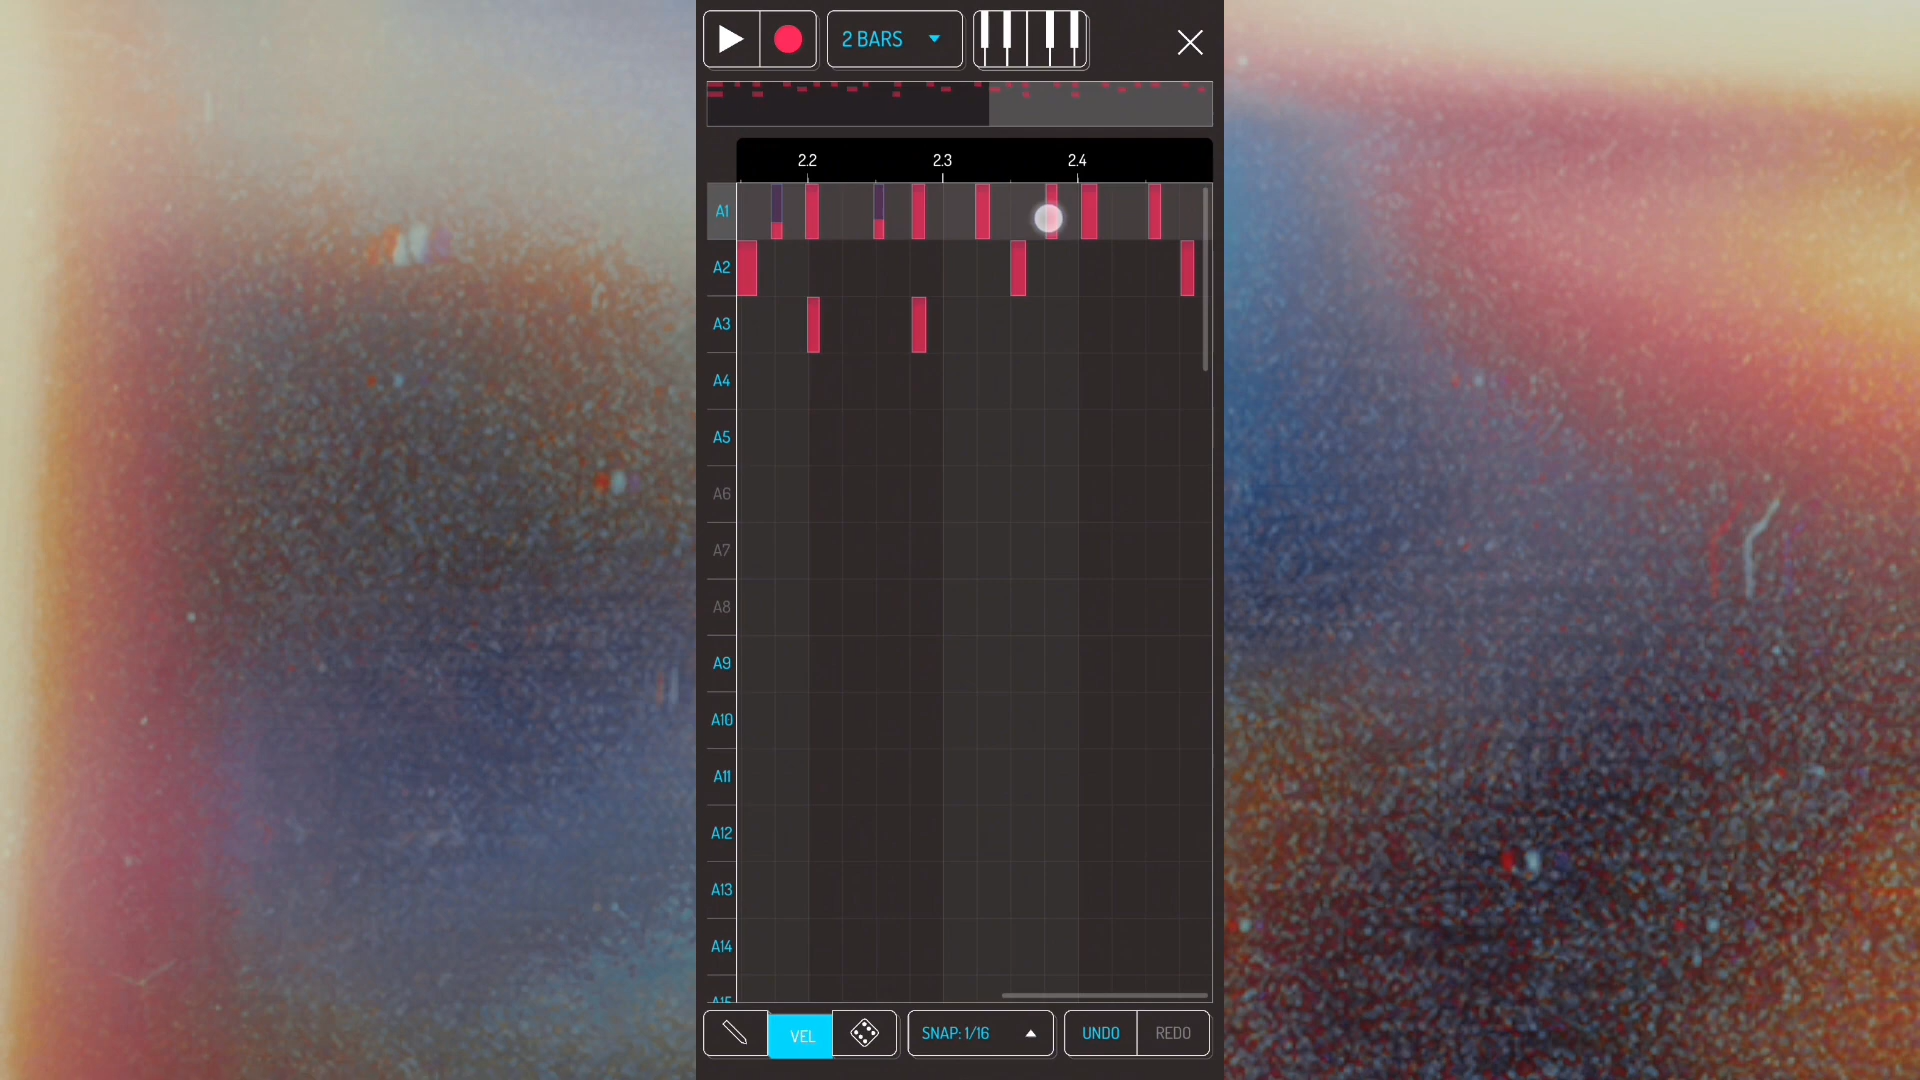 2 BARS
2.2 2.3 2.4
A1
A2
A3
A4
A5
A6
A7
A8
A9
A10
A11
A12
A13
A14
A15
VEL SNAP: 1/16 UNDO REDO